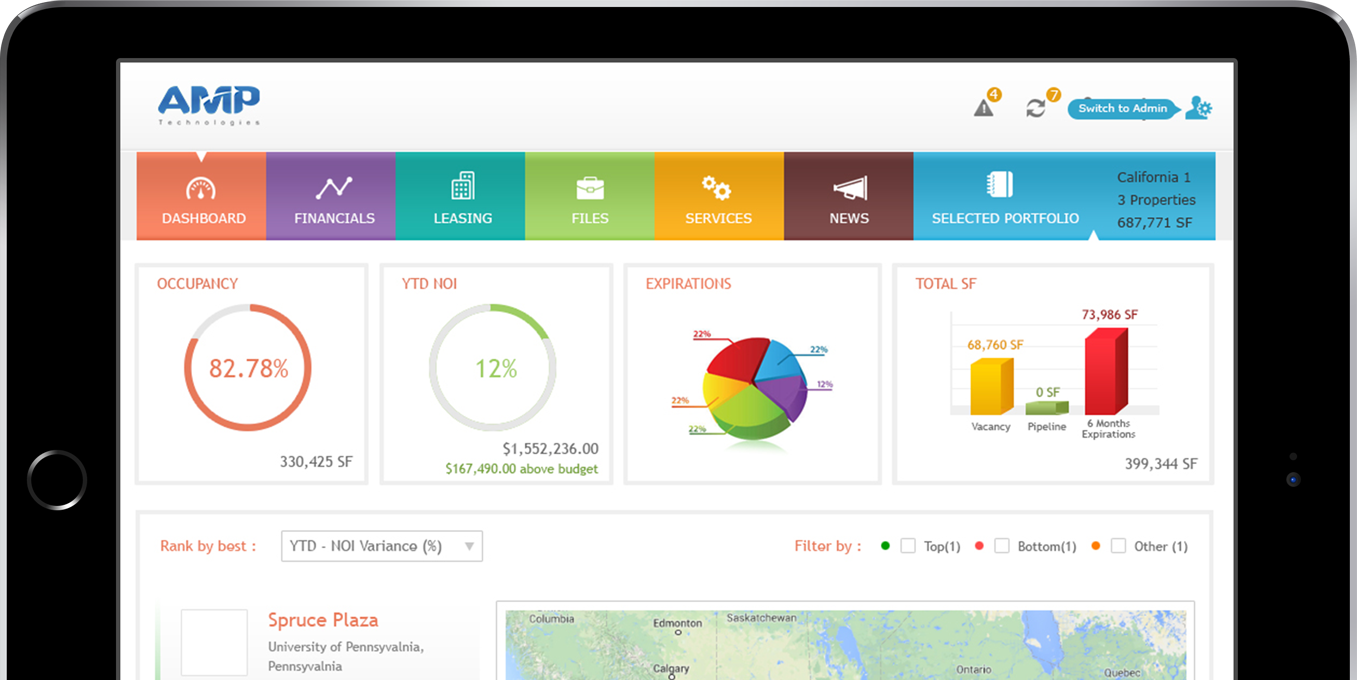 AMP
Technologies
4
7
Switch to Admin
DASHBOARD
FINANCIALS
LEASING
FILES
SERVICES
NEWS
SELECTED PORTFOLIO
California 1
3 Properties
687,771 SF
OCCUPANCY
82.78%
330,425 SF
YTD NOI
12%
$1,552,236.00
$167,490.00 above budget
EXPIRATIONS
22%
22%
12%
22%
22%
TOTAL SF
73,986 SF
68,760 SF
0 SF
Vacancy
Pipeline
6 Months
Expirations
399,344 SF
Rank by best :
YTD - NOI Variance (%)
Filter by :
Top(1)
Bottom(1)
Other (1)
Spruce Plaza
University of Pennsyvalnia,
Pennsyvalnia
Columbia
Edmonton
Saskatchewan
Calgary
Ontario
Quebec